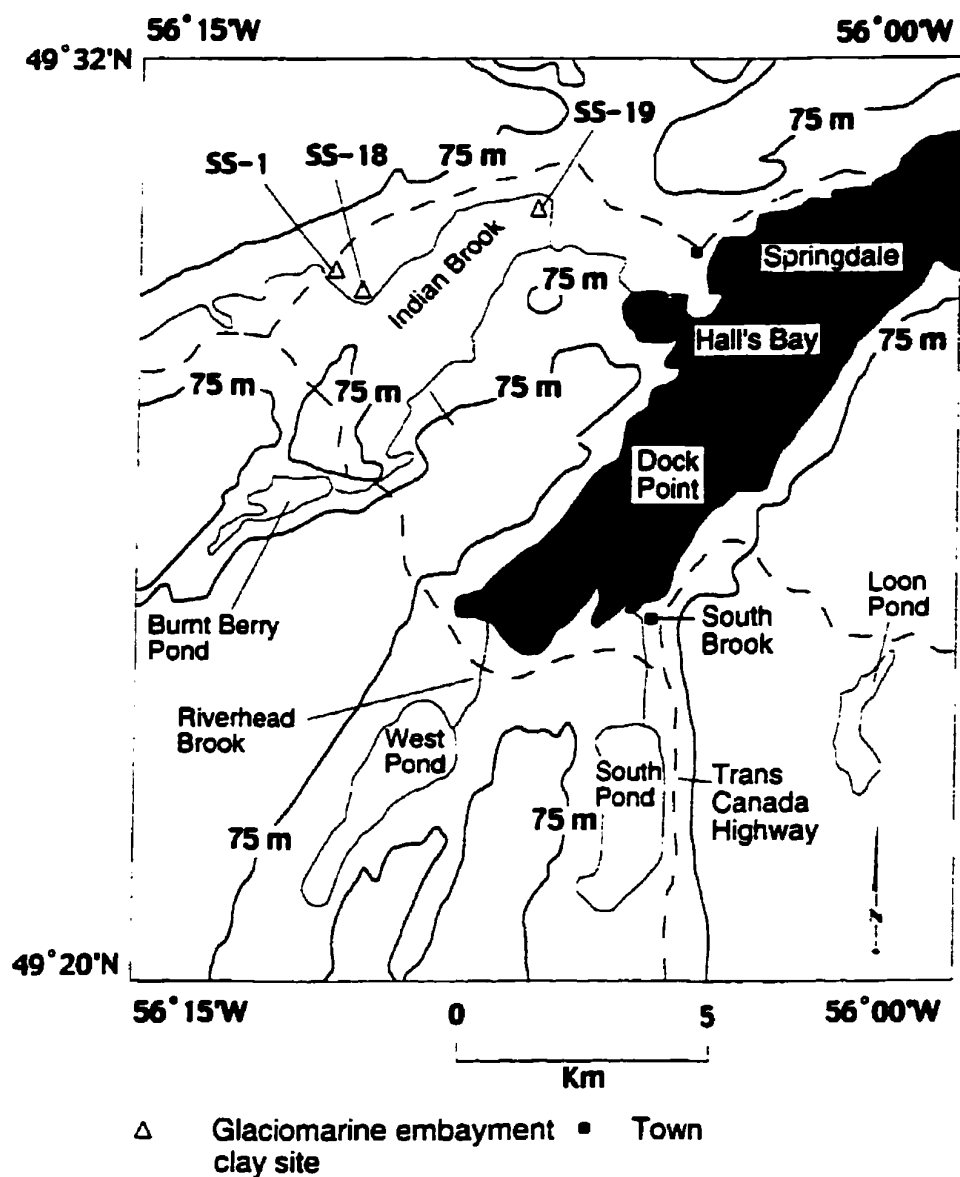 56°15'W
56°00'W
49°32'N
SS-19
75 m
SS-1
SS-18
75 m
Indian Brook
Springdale
75 m
Hall's Bay
75 m
75 m
75 m
75 m
Dock
Point
Loon
Pond
Burnt Berry
Pond
South
Brook
Riverhead
Brook
West
Pond
South
Pond
Trans
Canada
Highway
75 m
75 m
N
49°20'N
56°15'W
0
5
56°00'W
Km
Glaciomarine embayment
clay site
Town